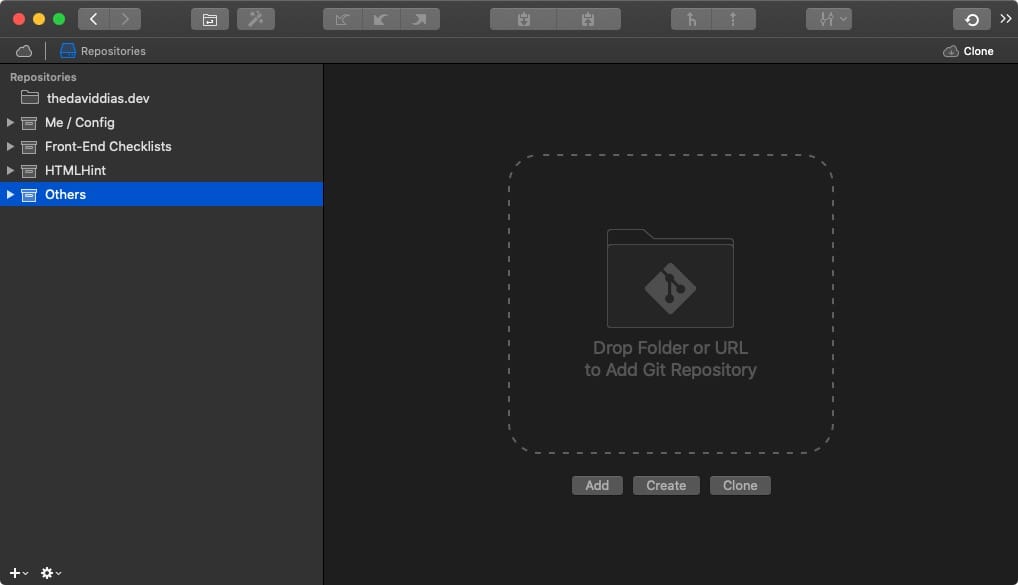 Repositories
Clone
Repositories
thedaviddias.dev
Me / Config
Front-End Checklists
HTMLHint
Others
Drop Folder or URL
to Add Git Repository
Add
Create
Clone